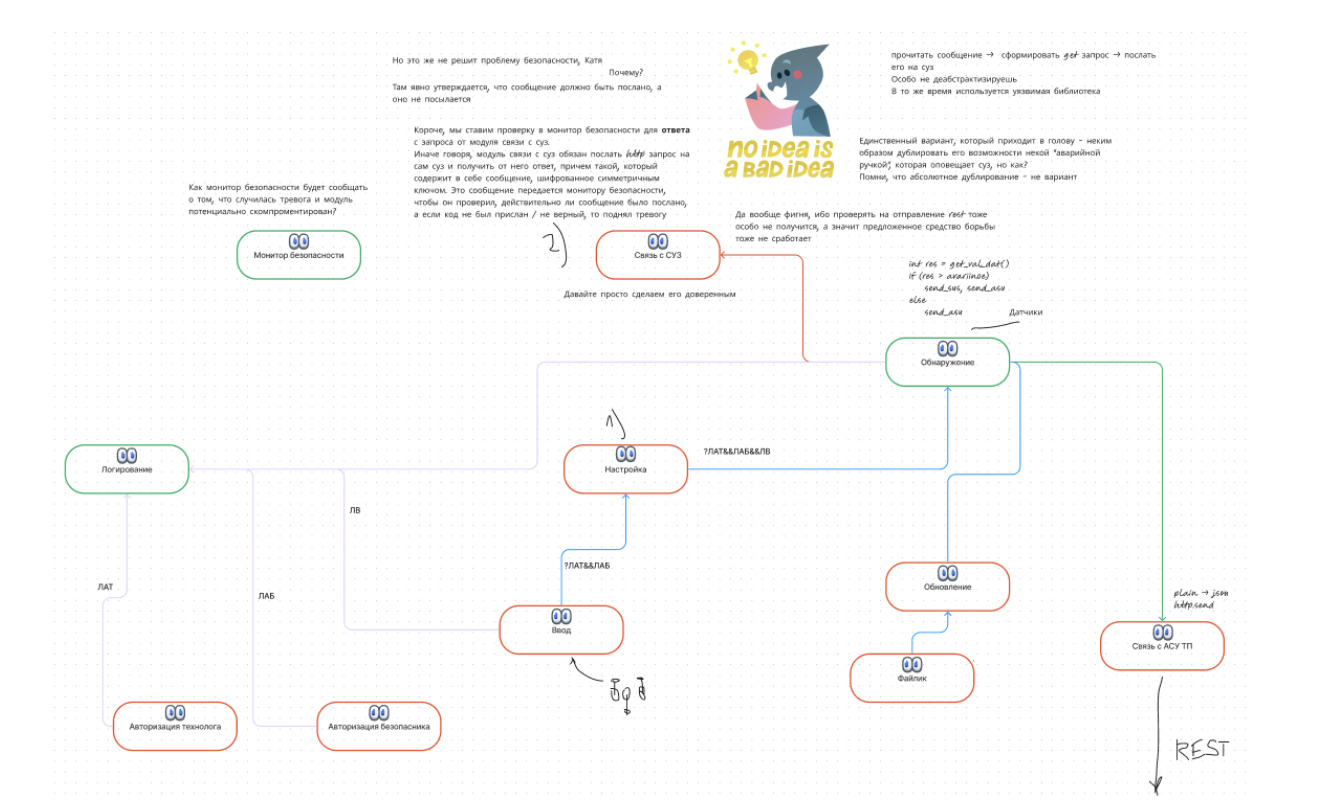 Но это же не решит проблему безопасности, Катя
Почему?
Там явно утверждается, что сообщение должно быть послано, а
оно не посылается
прочитать сообщение → сформировать get запрос → послать
его на суз
Особо не деабстрактизируешь
В то же время используется уязвимая библиотека
NO IDEA IS
A BAD IDEA
Короче, мы ставим проверку в монитор безопасности для ответа
с запроса от модуля связи с суз.
Иначе говоря, модуль связи с суз обязан послать http запрос на
сам суз и получить от него ответ, причем такой, который
содержит в себе сообщение, шифрованное симметричным
ключом. Это сообщение передается монитору безопасности,
чтобы он проверил, действительно ли сообщение было послано,
а если код не был прислан / не верный, то поднял тревогу
Единственный вариант, который приходит в голову - неким
образом дублировать его возможности некой "аварийной
ручкой", которая оповещает суз, но как?
Помни, что абсолютное дублирование - не вариант
Как монитор безопасности будет сообщать
о том, что случилась тревога и модуль
потенциально скомпроментирован?
Да вообще фигня, ибо проверять на отправление rest тоже
особо не получится, а значит предложенное средство борьбы
тоже не сработает
2)
Монитор безопасности
Связь с СУЗ
Давайте просто сделаем его доверенным
int res = get_val_dat()
if (res > avariinoe)
send_sus, send_asu
else
send_asu
Датчики
Обнаружение
1)
Логирование
Настройка
?ЛАТ&&ЛАБ&&ЛВ
ЛВ
?ЛАТ&&ЛАБ
ЛАТ
ЛАБ
Обновление
plain → json
http.send
Ввод
Связь с АСУ ТП
Файлик
Авторизация технолога
Авторизация безопасника
REST